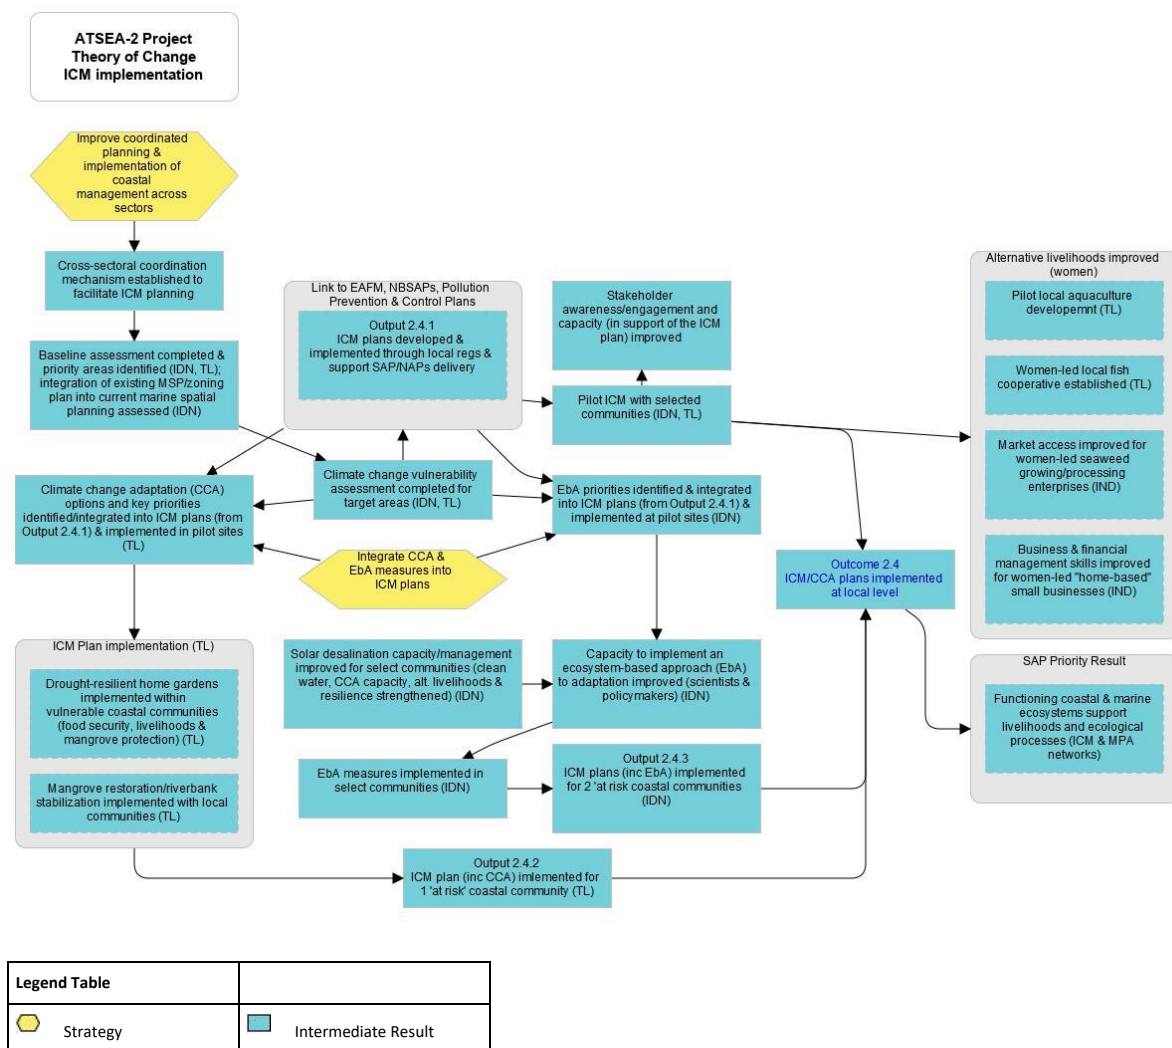 ATSEA-2 Project
Theory of Change
ICM implementation
Improve coordinated
planning &
implementation of
coastal
management across
sectors
Cross-sectoral coordination
mechanism established to
facilitate ICM planning
Baseline assessment completed &
priority areas identified (IDN, TL);
integration of existing MSP/zoning
plan into current marine spatial
planning assessed (IDN)
Link to EAFM, NBSAPs, Pollution
Prevention & Control Plans
Output 2.4.1
ICM plans developed &
implemented through local regs &
support SAP/NAPs delivery
Stakeholder
awareness/engagement and
capacity (in support of the ICM
plan) improved
Pilot ICM with selected
communities (IDN, TL)
Alternative livelihoods improved
(women)
Pilot local aquaculture
developemnt (TL)
Women-led local fish
cooperative established (TL)
Market access improved for
women-led seaweed
growing/processing
enterprises (IND)
Business & financial
management skills improved
for women-led "home-based"
small businesses (IND)
Climate change adaptation (CCA)
options and key priorities
identified/integrated into ICM plans (from
Output 2.4.1) & implemented in pilot sites
(TL)
Climate change vulnerability
assessment completed for
target areas (IDN, TL)
EbA priorities identified & integrated
into ICM plans (from Output 2.4.1) &
implemented at pilot sites (IDN)
Integrate CCA &
EbA measures into
ICM plans
Outcome 2.4
ICM/CCA plans implemented
at local level
ICM Plan implementation (TL)
Drought-resilient home gardens
implemented within
vulnerable coastal communities
(food security, livelihoods &
mangrove protection) (TL)
Mangrove restoration/riverbank
stabilization implemented with local
communities (TL)
Solar desalination capacity/management
improved for select communities (clean
water, CCA capacity, alt. livelihoods &
resilience strengthened) (IDN)
Capacity to implement an
ecosystem-based approach (EbA)
to adaptation improved (scientists &
policymakers) (IDN)
SAP Priority Result
Functioning coastal & marine
ecosystems support
livelihoods and ecological
processes (ICM & MPA
networks)
EbA measures implemented in
select communities (IDN)
Output 2.4.3
ICM plans (inc EbA) implemented
for 2 'at risk coastal communities
(IDN)
Output 2.4.2
ICM plan (inc CCA) imlemented for
1 'at risk' coastal community (TL)
Legend Table
Strategy
Intermediate Result